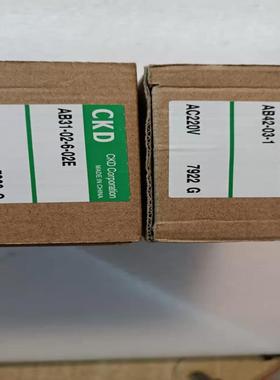 AB31-02-6-02E
CKD
CKD Corporation
MADE IN CHINA
AB42-03-1
AC220V
7922 G